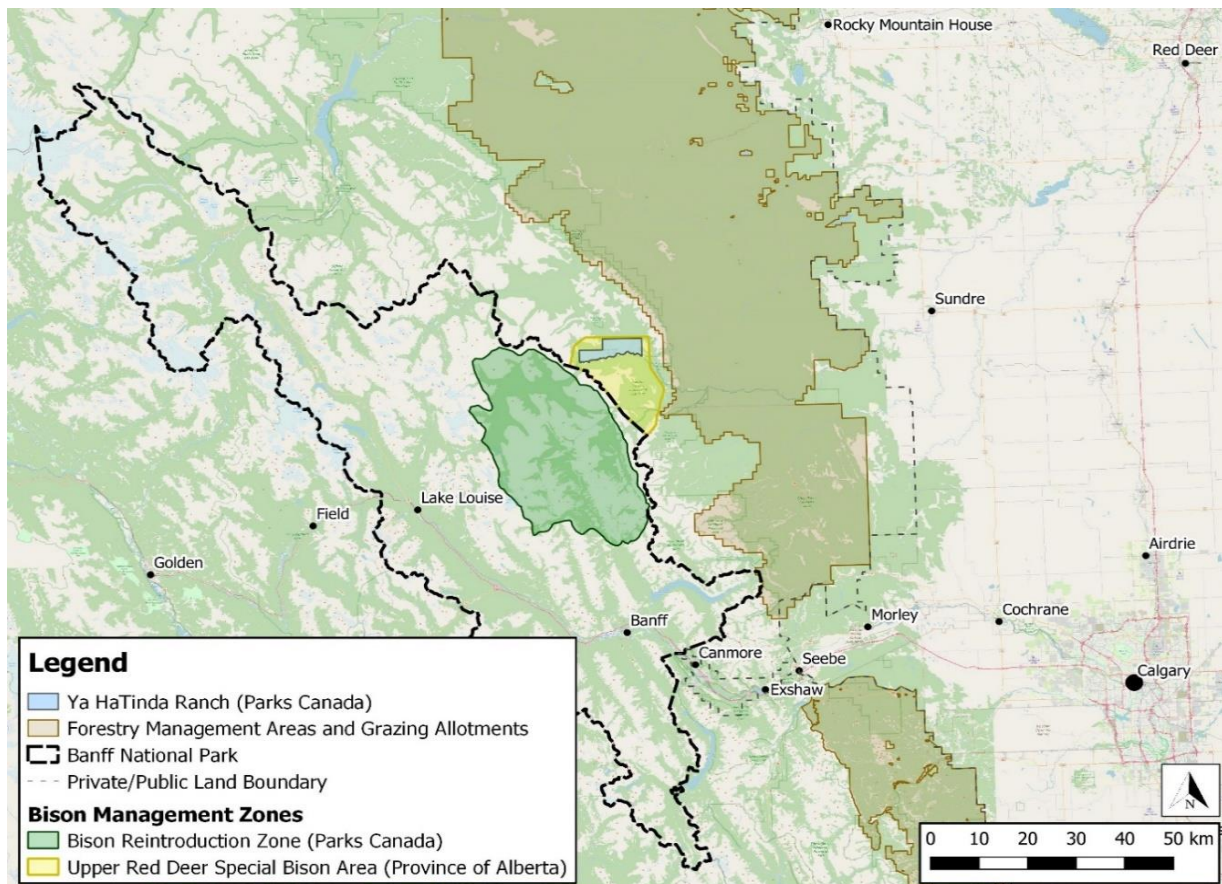 Rocky Mountain House
Red Deer
Sundre
Lake Louise
Field
Golden
Airdrie
Cochrane
Morley
Banff
Canmore
Seebe
Exshaw
Calgary
Legend
Ya HaTinda Ranch (Parks Canada)
Forestry Management Areas and Grazing Allotments
Banff National Park
Private/Public Land Boundary
Bison Management Zones
Bison Reintroduction Zone (Parks Canada)
Upper Red Deer Special Bison Area (Province of Alberta)
N
0 10 20 30 40 50 km